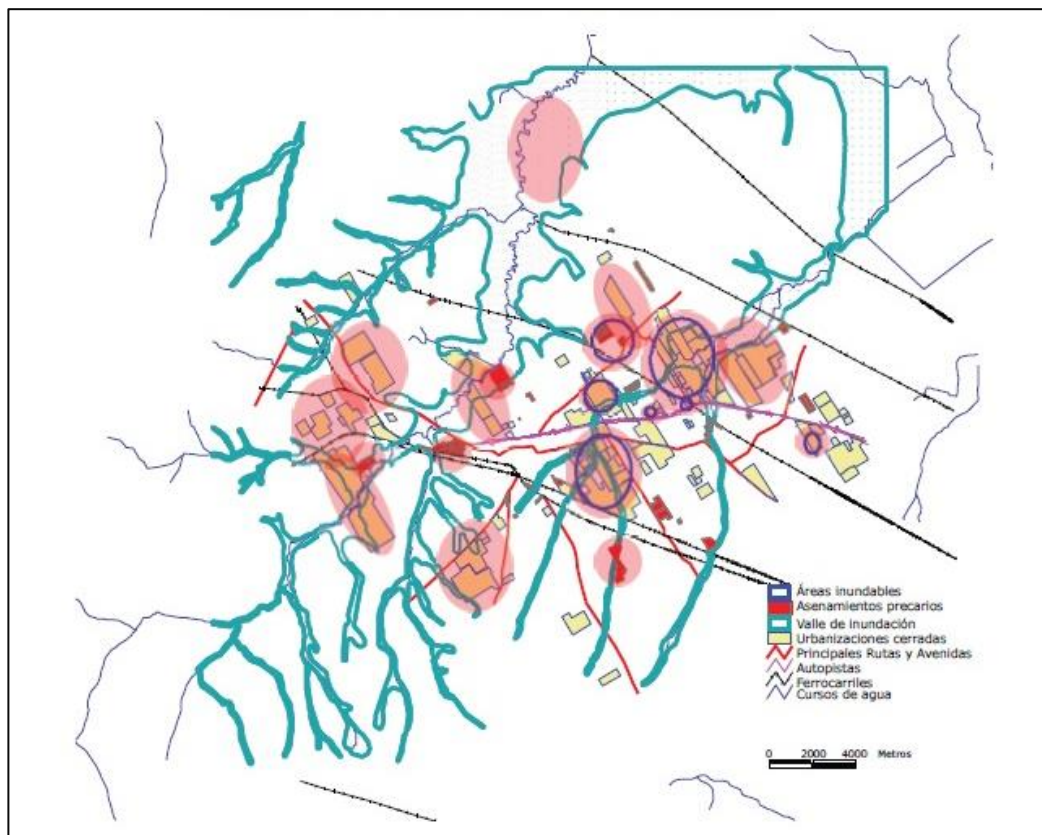 Áreas inundables
Asenamientos precarios
Valle de inundación
Urbanizaciones cerradas
Principales Rutas y Avenidas
Autopistas
Ferrocarriles
Cursos de agua
0 2000 4000 Metros